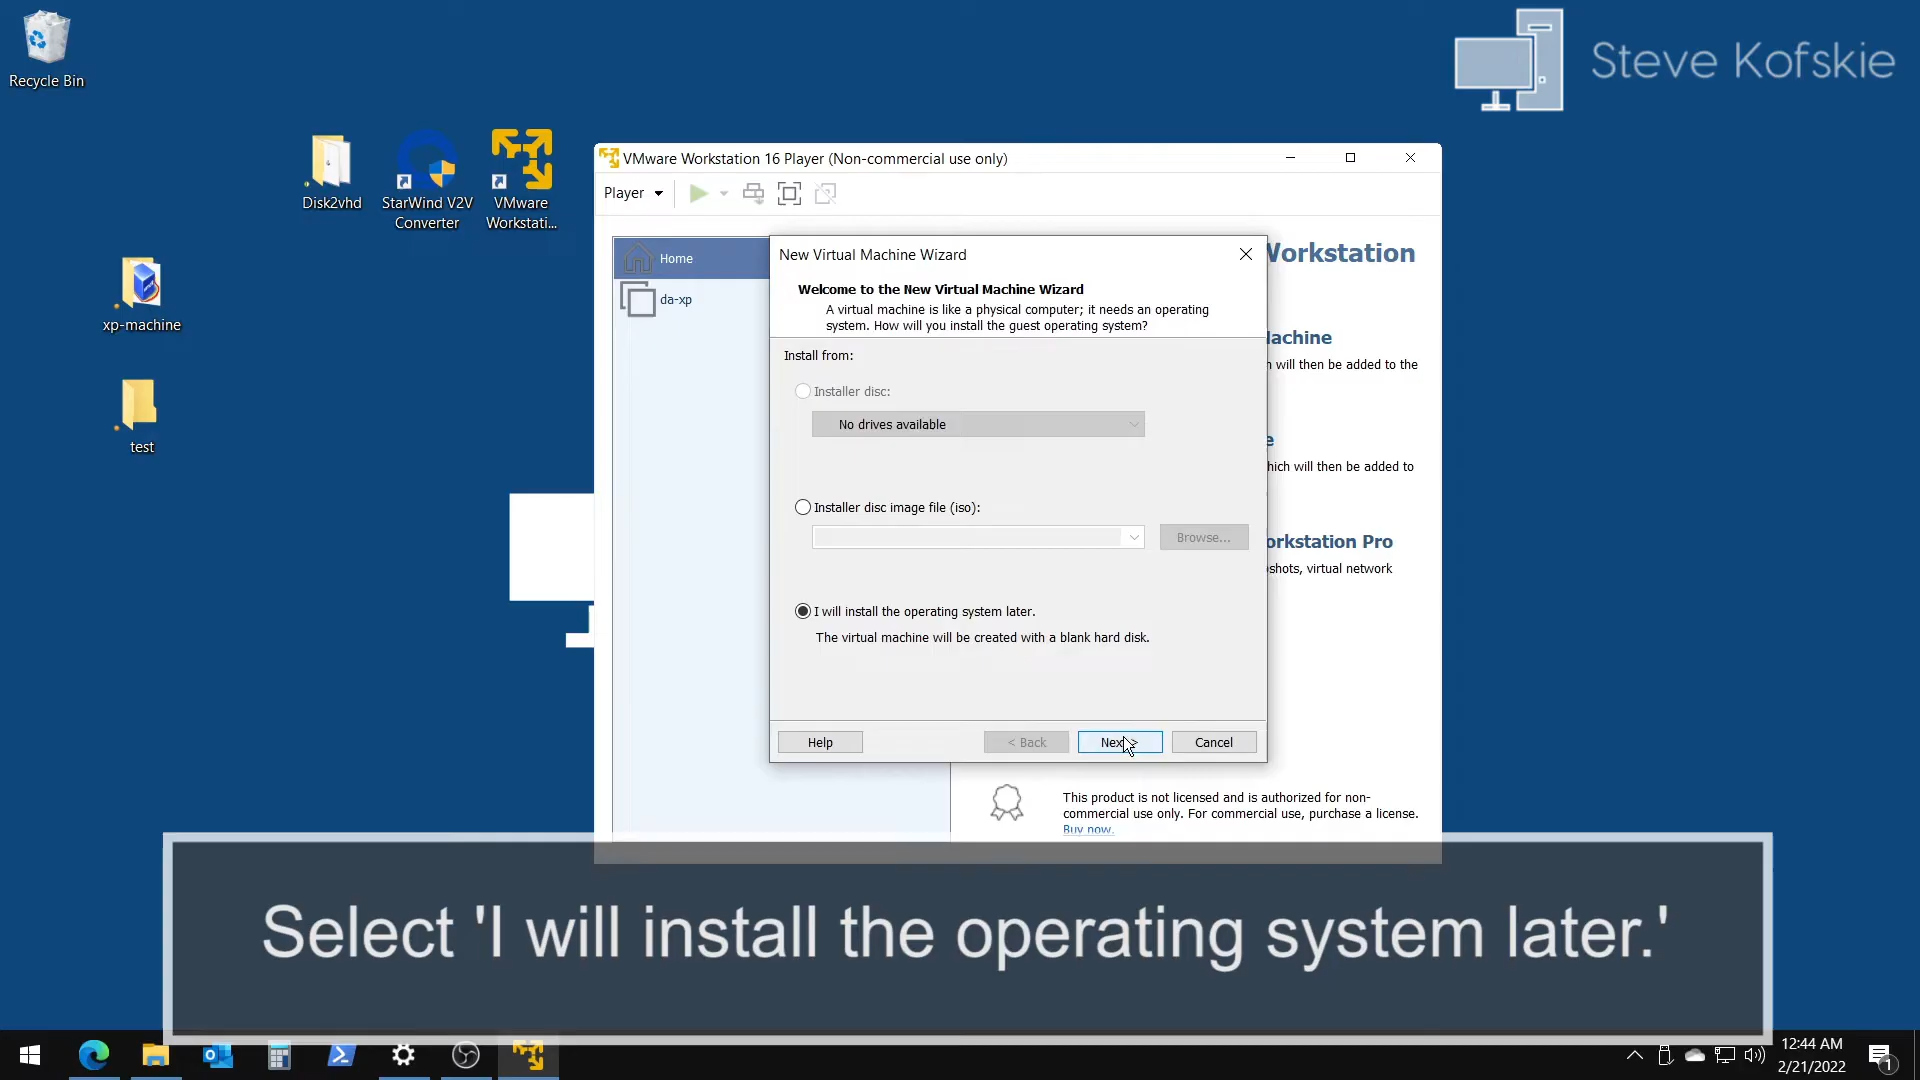 Recycle Bin
Steve Kofskie
Disk2vhd
StarWind V2V
Converter
VMware
Workstati...
xp-machine
test
VMware Workstation 16 Player (Non-commercial use only)
Player
Home
da-xp
Workstation
New Virtual Machine Wizard
Welcome to the New Virtual Machine Wizard
A virtual machine is like a physical computer; it needs an operating
system. How will you install the guest operating system?
Install from:
Installer disc:
No drives available
Installer disc image file (iso):
Browse...
I will install the operating system later.
The virtual machine will be created with a blank hard disk.
Help
< Back
Cancel
will then be added to the
which will then be added to
Workstation Pro
virtual network
This product is not licensed and is authorized for non-
commercial use only. For commercial use, purchase a license.
Buy now.
Select 'I will install the operating system later.'
12:44 AM
2/21/2022
1